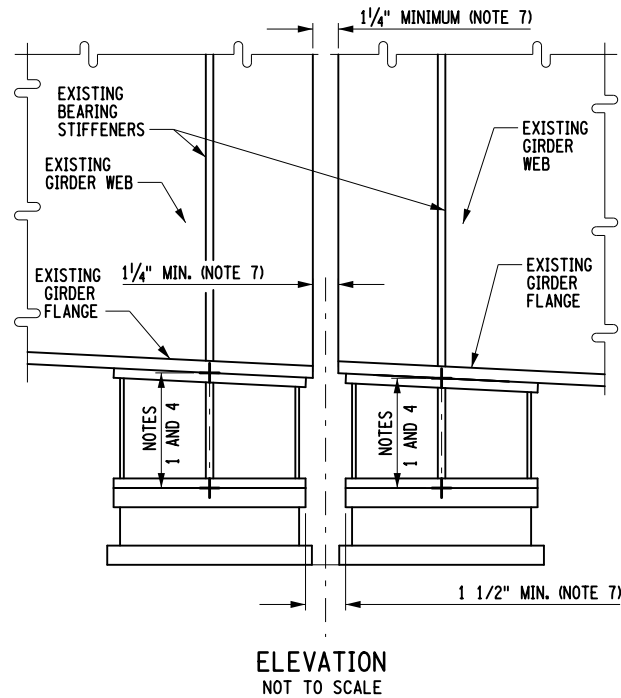 1¼" MINIMUM (NOTE 7)
EXISTING
BEARING
STIFFENERS
EXISTING
GIRDER WEB
EXISTING
GIRDER
WEB
1¼" MIN. (NOTE 7)
EXISTING
GIRDER
FLANGE
EXISTING
GIRDER
FLANGE
NOTES
1 AND 4
NOTES
1 AND 4
1 1/2" MIN. (NOTE 7)
ELEVATION
NOT TO SCALE